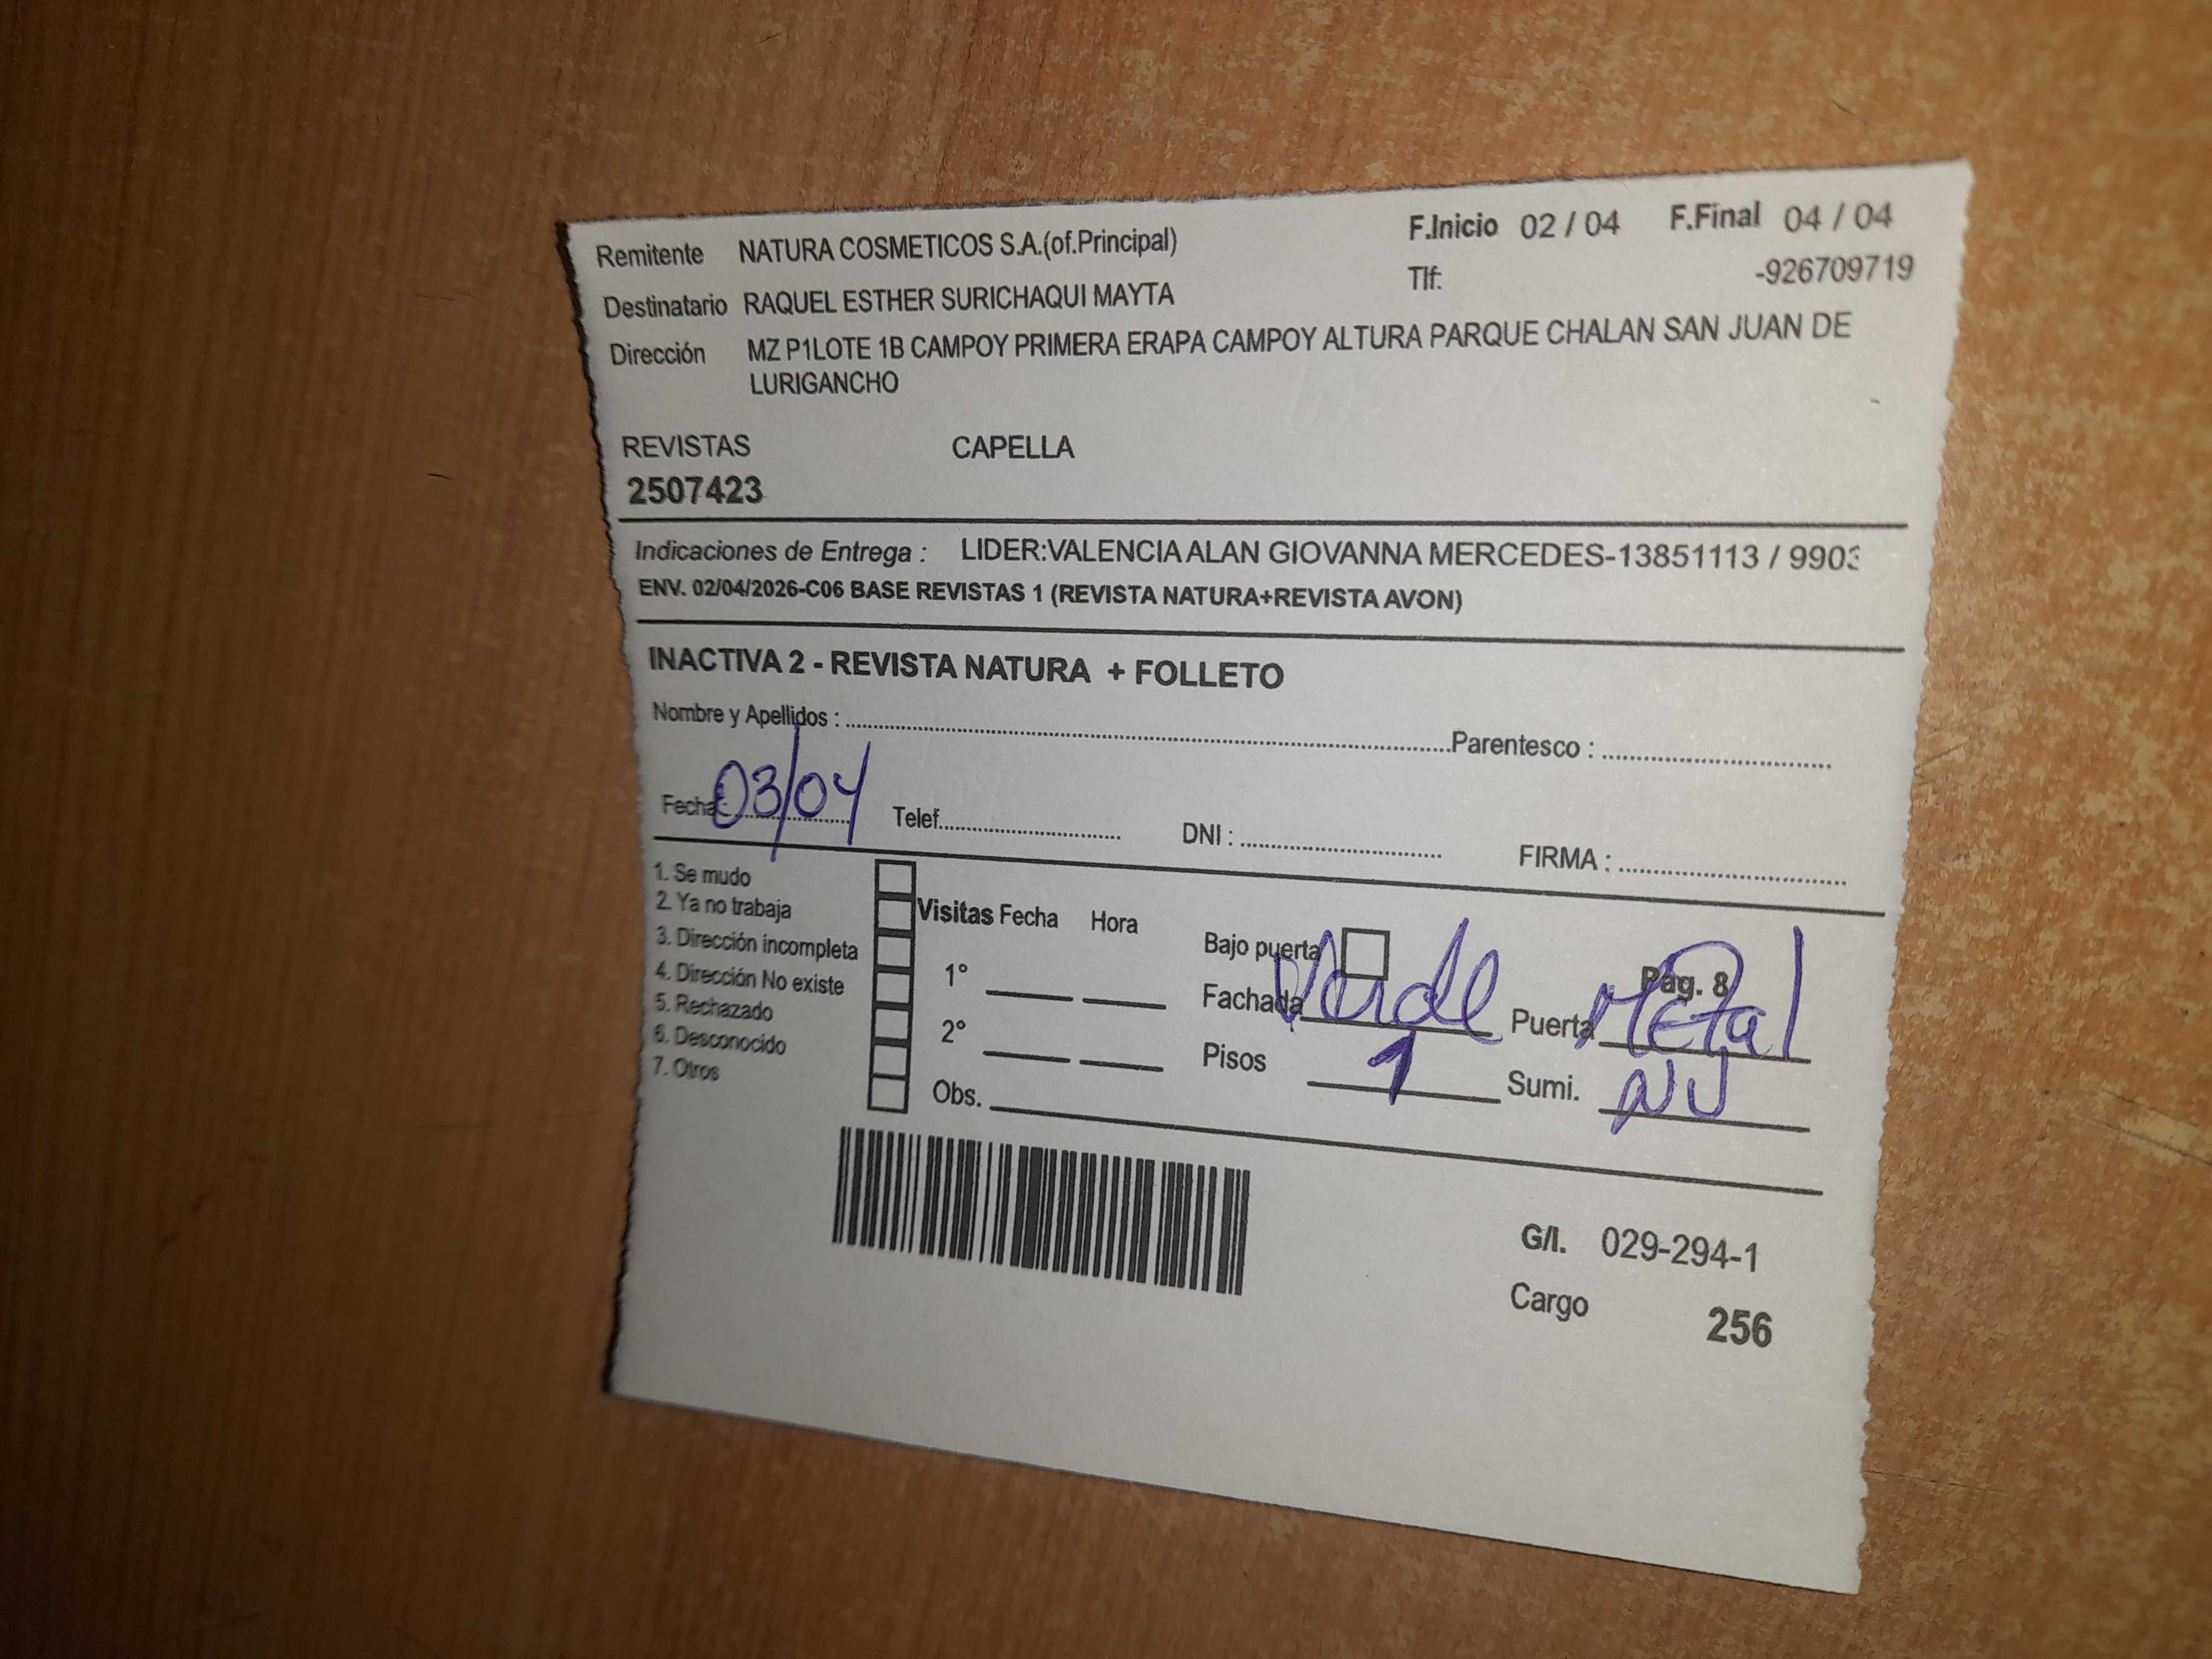 Remitente NATURA COSMETICOS S.A.(of.Principal) F.Inicio 02 / 04 F.Final 04 / 04
Destinatario RAQUEL ESTHER SURICHAQUI MAYTA Tlf: -926709719
Dirección MZ P1LOTE 1B CAMPOY PRIMERA ERAPA CAMPOY ALTURA PARQUE CHALAN SAN JUAN DE
LURIGANCHO
REVISTAS CAPELLA
2507423
Indicaciones de Entrega : LIDER:VALENCIA ALAN GIOVANNA MERCEDES-13851113 / 9903
ENV. 02/04/2026-C06 BASE REVISTAS 1 (REVISTA NATURA+REVISTA AVON)
INACTIVA 2 - REVISTA NATURA + FOLLETO
Nombre y Apellidos : Parentesco :
Fecha: 03/04 Telef. DNI : FIRMA :
1. Se mudo
2. Ya no trabaja Visitas Fecha Hora
3. Dirección incompleta Bajo puerta Pag. 8
4. Dirección No existe 1° Fachada Verde Puerta Metal
5. Rechazado
6. Desconocido 2° Pisos 1 Sumi. NU
7. Otros Obs.
G/I. 029-294-1
Cargo 256